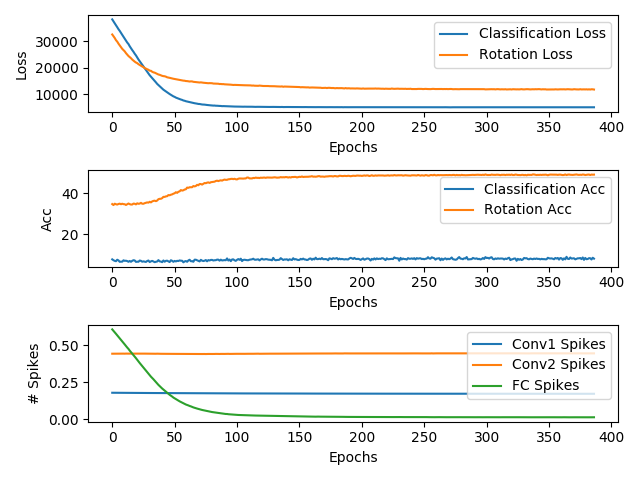 Loss
30000
20000
10000
Classification Loss
Rotation Loss
0 50 100 150 200 250 300 350 400
Epochs
Acc
40
20
Classification Acc
Rotation Acc
0 50 100 150 200 250 300 350 400
Epochs
# Spikes
0.50
0.25
0.00
Conv1 Spikes
Conv2 Spikes
FC Spikes
0 50 100 150 200 250 300 350 400
Epochs